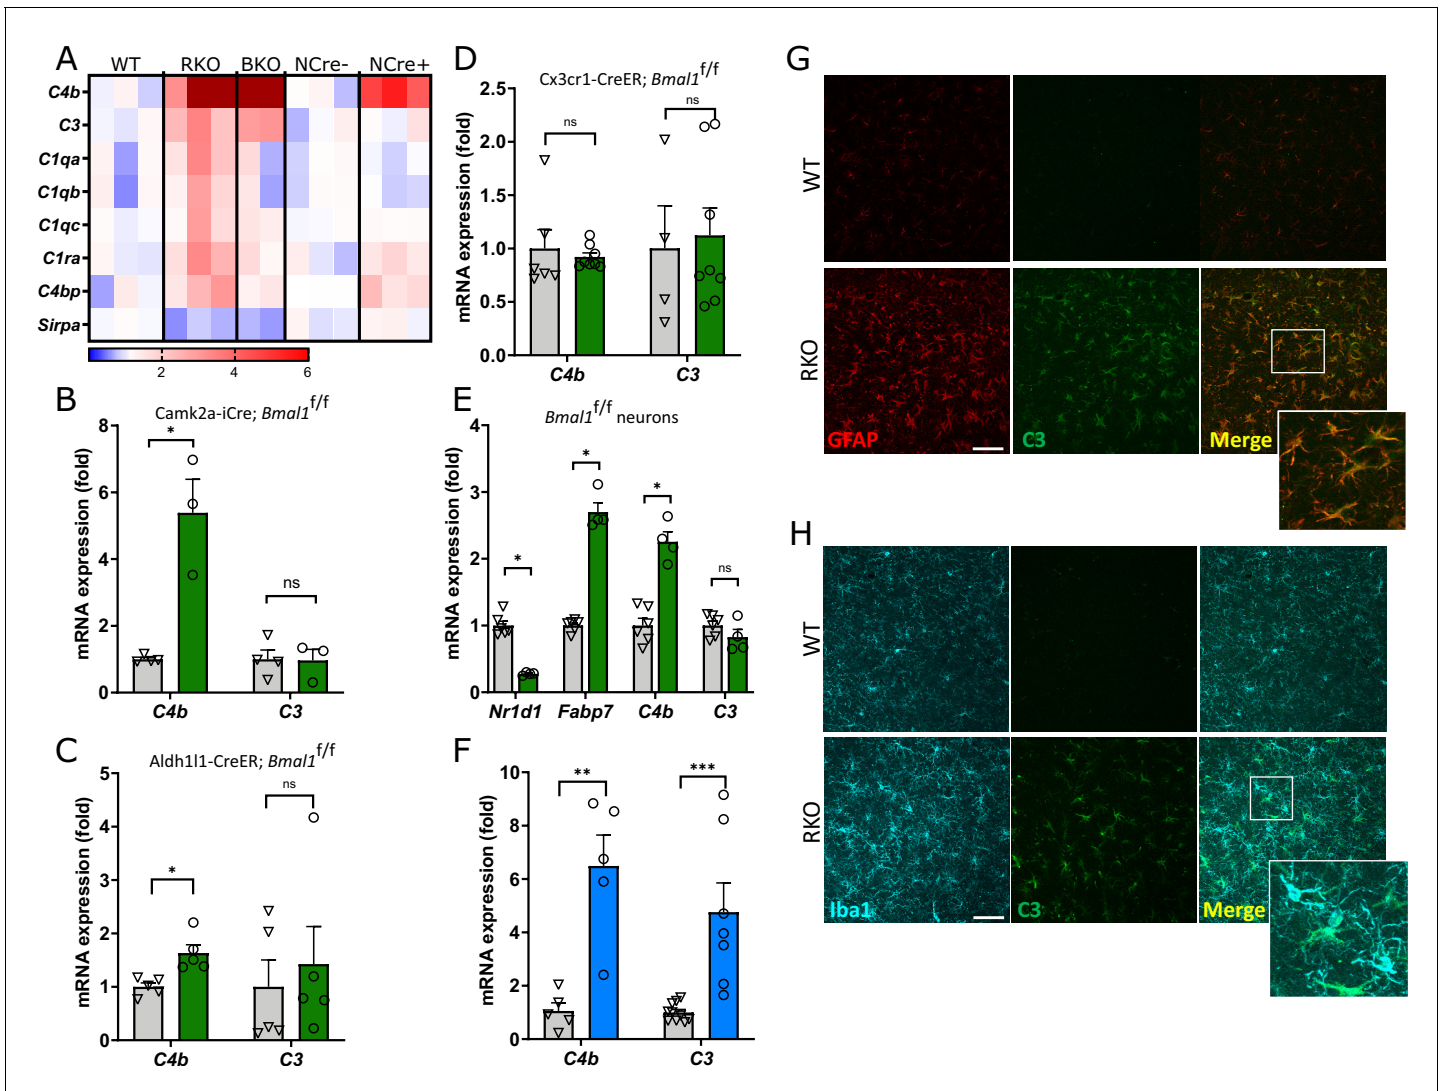 A
WT RKO BKO NCre- NCre+
C4b
C3
C1qa
C1qb
C1qc
C1ra
C4bp
Sirpa
2 4 6
B
Camk2a-iCre; Bmal1f/f
mRNA expression (fold)
8
6
4
2
0
*
ns
C4b C3
C
Aldh1l1-CreER; Bmal1f/f
mRNA expression (fold)
5
4
3
2
1
0
*
ns
C4b C3
D
Cx3cr1-CreER; Bmal1f/f
mRNA expression (fold)
2.5
2.0
1.5
1.0
0.5
0.0
ns
ns
C4b C3
E
Bmal1f/f neurons
mRNA expression (fold)
4
3
2
1
0
*
*
*
ns
Nr1d1 Fabp7 C4b C3
F
mRNA expression (fold)
10
8
6
4
2
0
**
***
C4b C3
G
WT
RKO
GFAP C3 Merge
H
WT
RKO
Iba1 C3 Merge